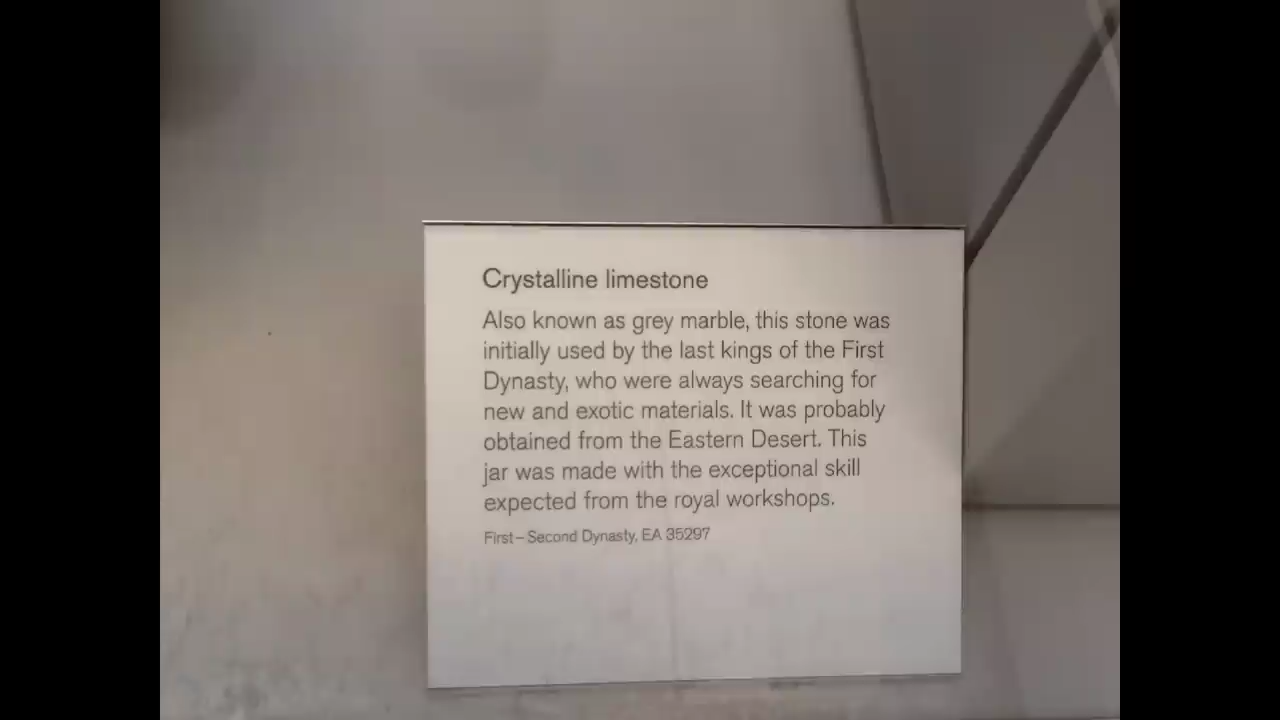 Crystalline limestone
Also known as grey marble, this stone was
initially used by the last kings of the First
Dynasty, who were always searching for
new and exotic materials. It was probably
obtained from the Eastern Desert. This
jar was made with the exceptional skill
expected from the royal workshops.
First–Second Dynasty, EA 35297